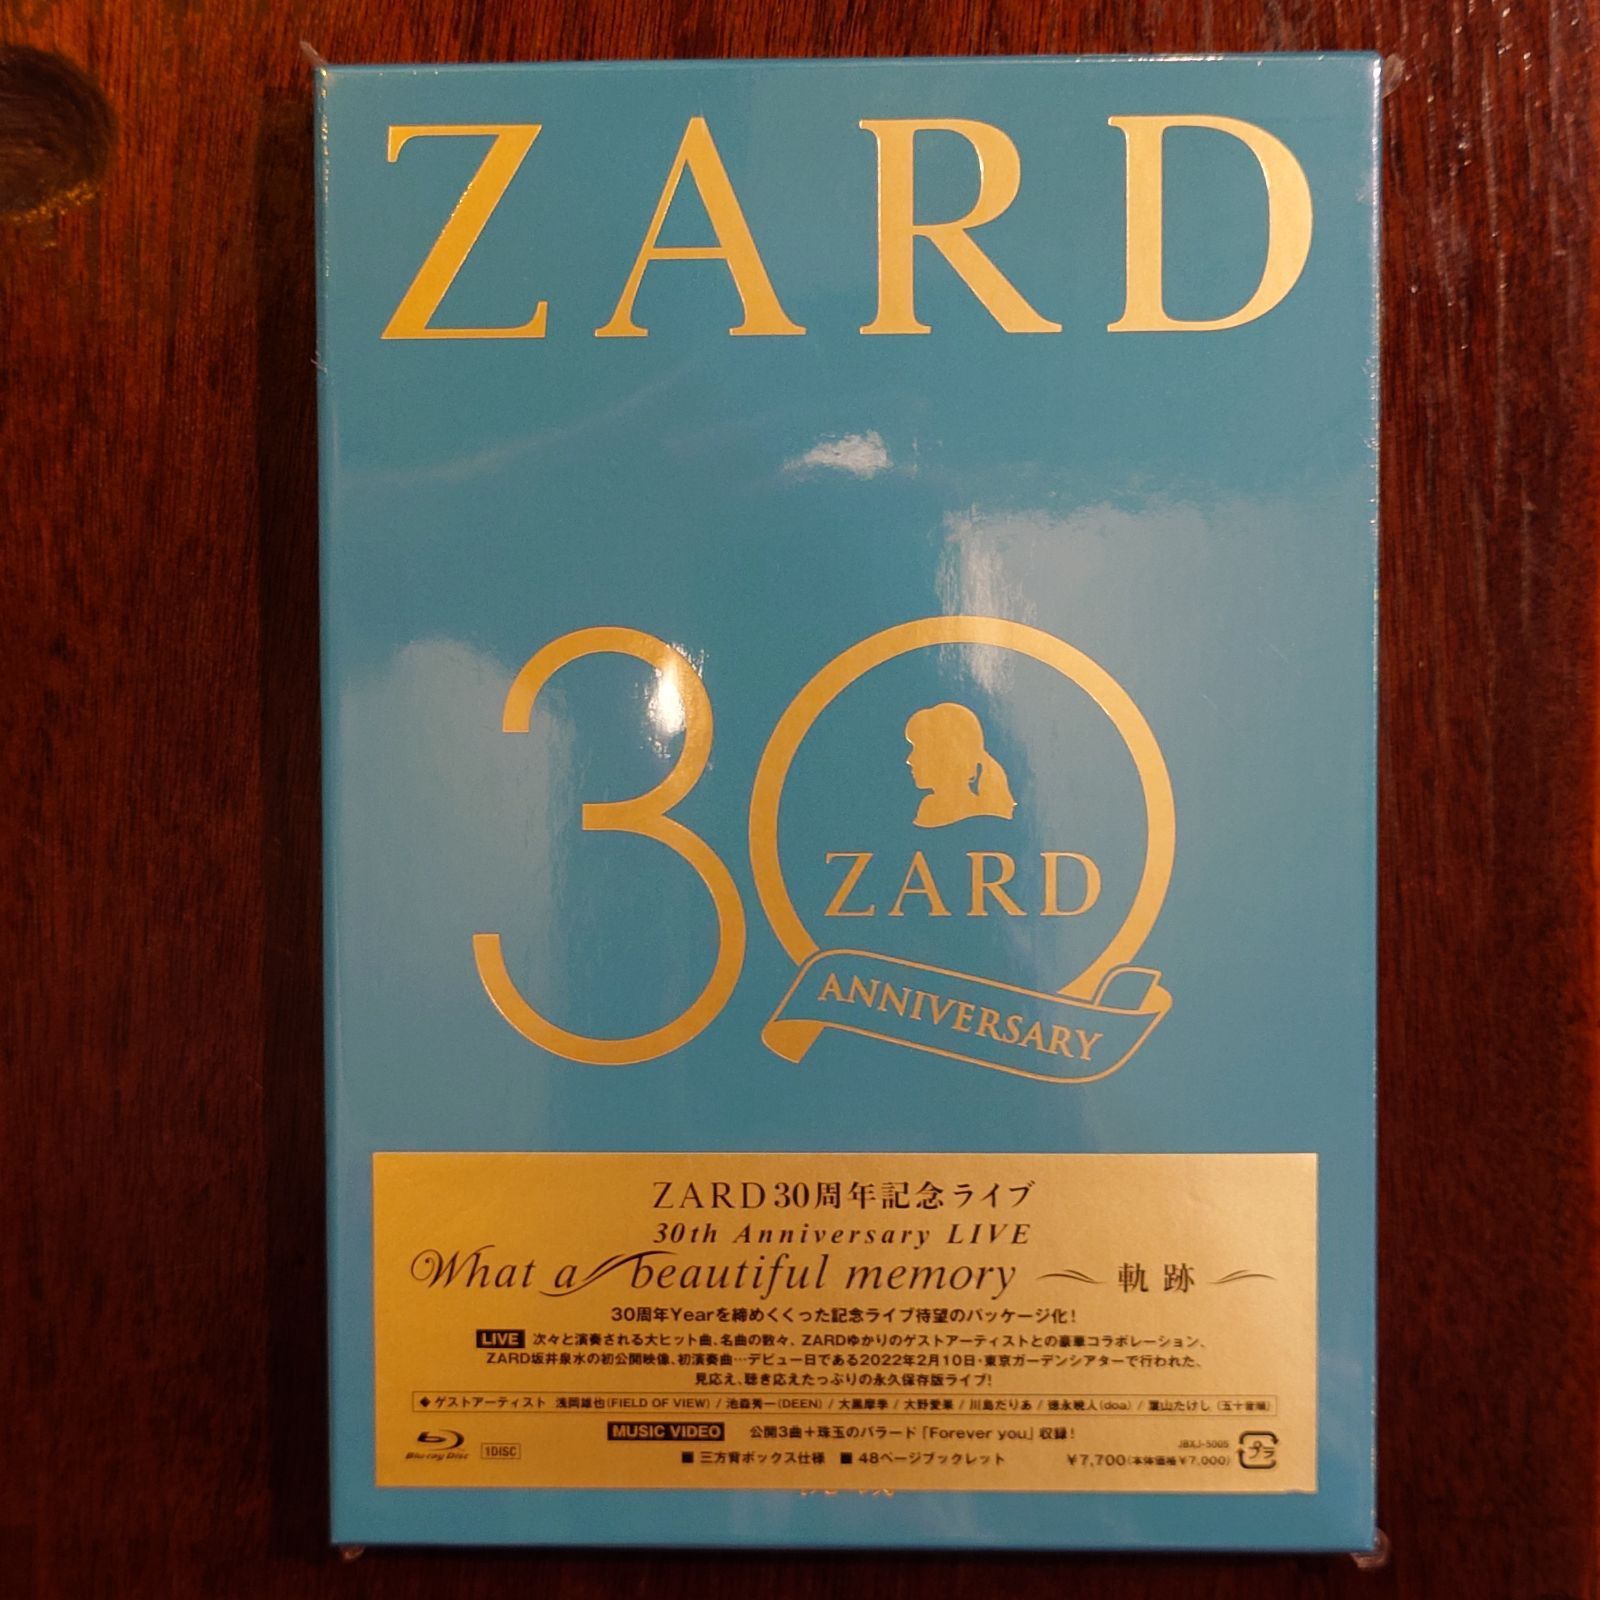 ZARD
30
ZARD
ANNIVERSARY
ZARD30周年記念ライブ
30th Anniversary LIVE
What a beautiful memory ～軌跡～
30周年Yearを締めくくった記念ライブ待望のパッケージ化！
LIVE 次々と演奏される大ヒット曲、名曲の数々、ZARDゆかりのゲストアーティストとの豪華コラボレーション、
ZARD坂井泉水の初公開映像、初演奏曲…デビュー日である2022年2月10日・東京ガーデンシアターで行われた、
見応え、聴き応えたっぷりの永久保存版ライブ！
◆ゲストアーティスト 浅岡雄也(FIELD OF VIEW) / 池森秀一(DEEN) / 大黒摩季 / 大野愛果 / 川島だりあ / 徳永暁人(doa) / 葉山たけし (五十音順)
MUSIC VIDEO 公開3曲＋珠玉のバラード「Forever you」収録！
Blu-ray Disc 1DISC
■ 三方背ボックス仕様 ■ 48ページブックレット
JBXJ-5005
￥7,700(本体価格￥7,000)
プラ